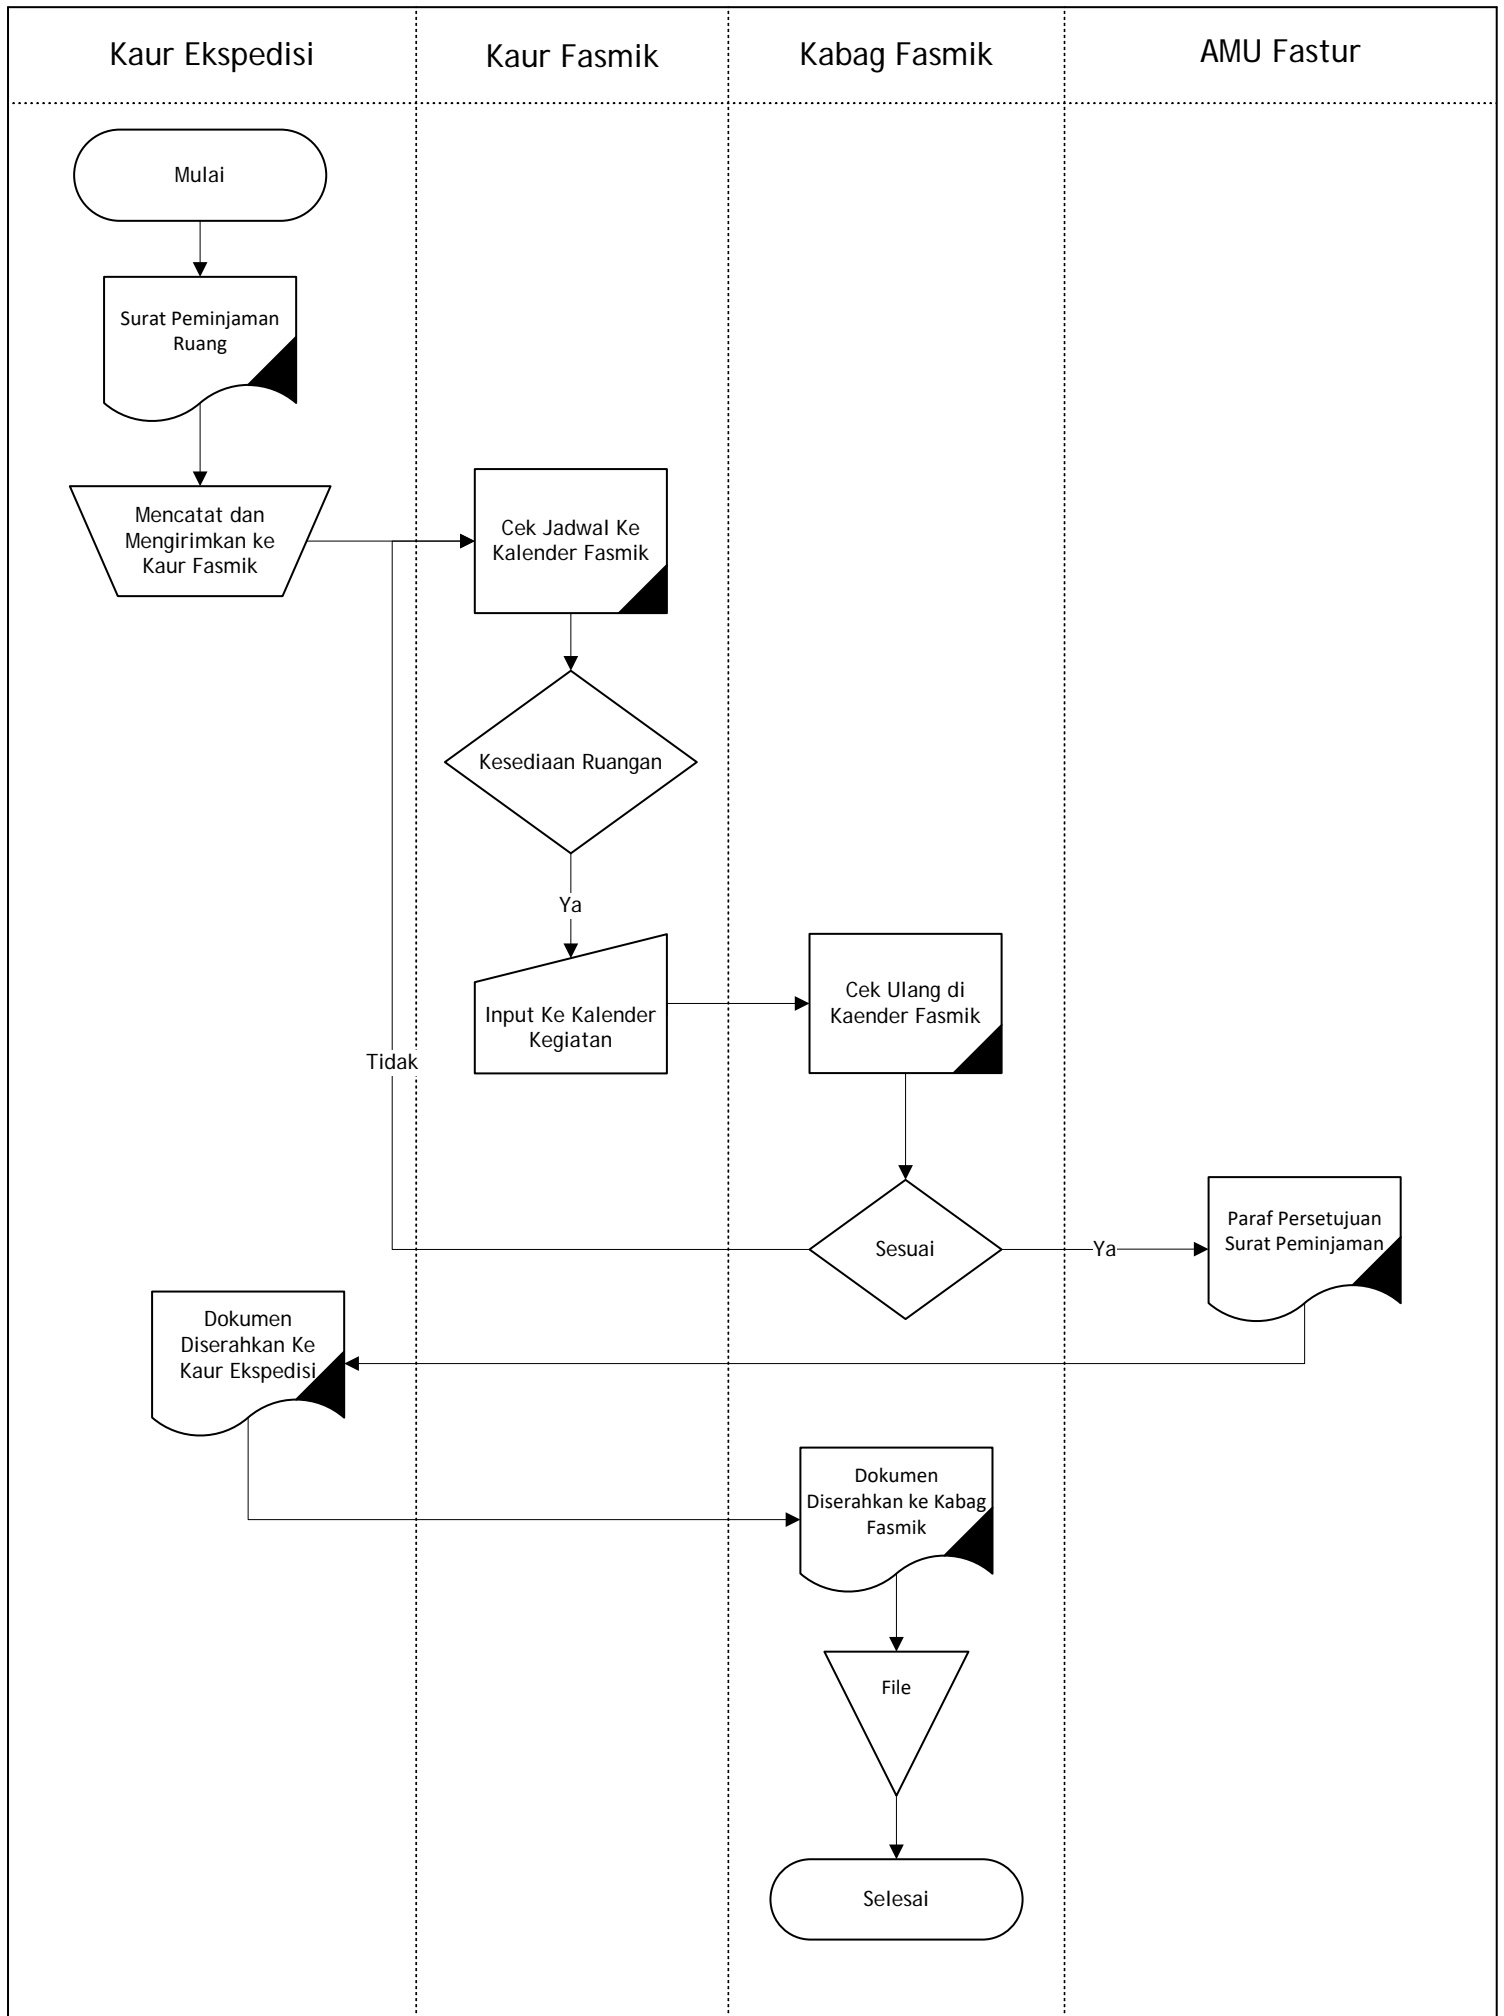 Kaur Ekspedisi
Kaur Fasmik
Kabag Fasmik
AMU Fastur
Mulai
Surat Peminjaman
Ruang
Mencatat dan
Mengirimkan ke
Kaur Fasmik
Cek Jadwal Ke
Kalender Fasmik
Kesediaan Ruangan
Ya
Input Ke Kalender
Kegiatan
Cek Ulang di
Kaender Fasmik
Tidak
Sesuai
Ya
Paraf Persetujuan
Surat Peminjaman
Dokumen
Diserahkan Ke
Kaur Ekspedisi
Dokumen
Diserahkan ke Kabag
Fasmik
File
Selesai